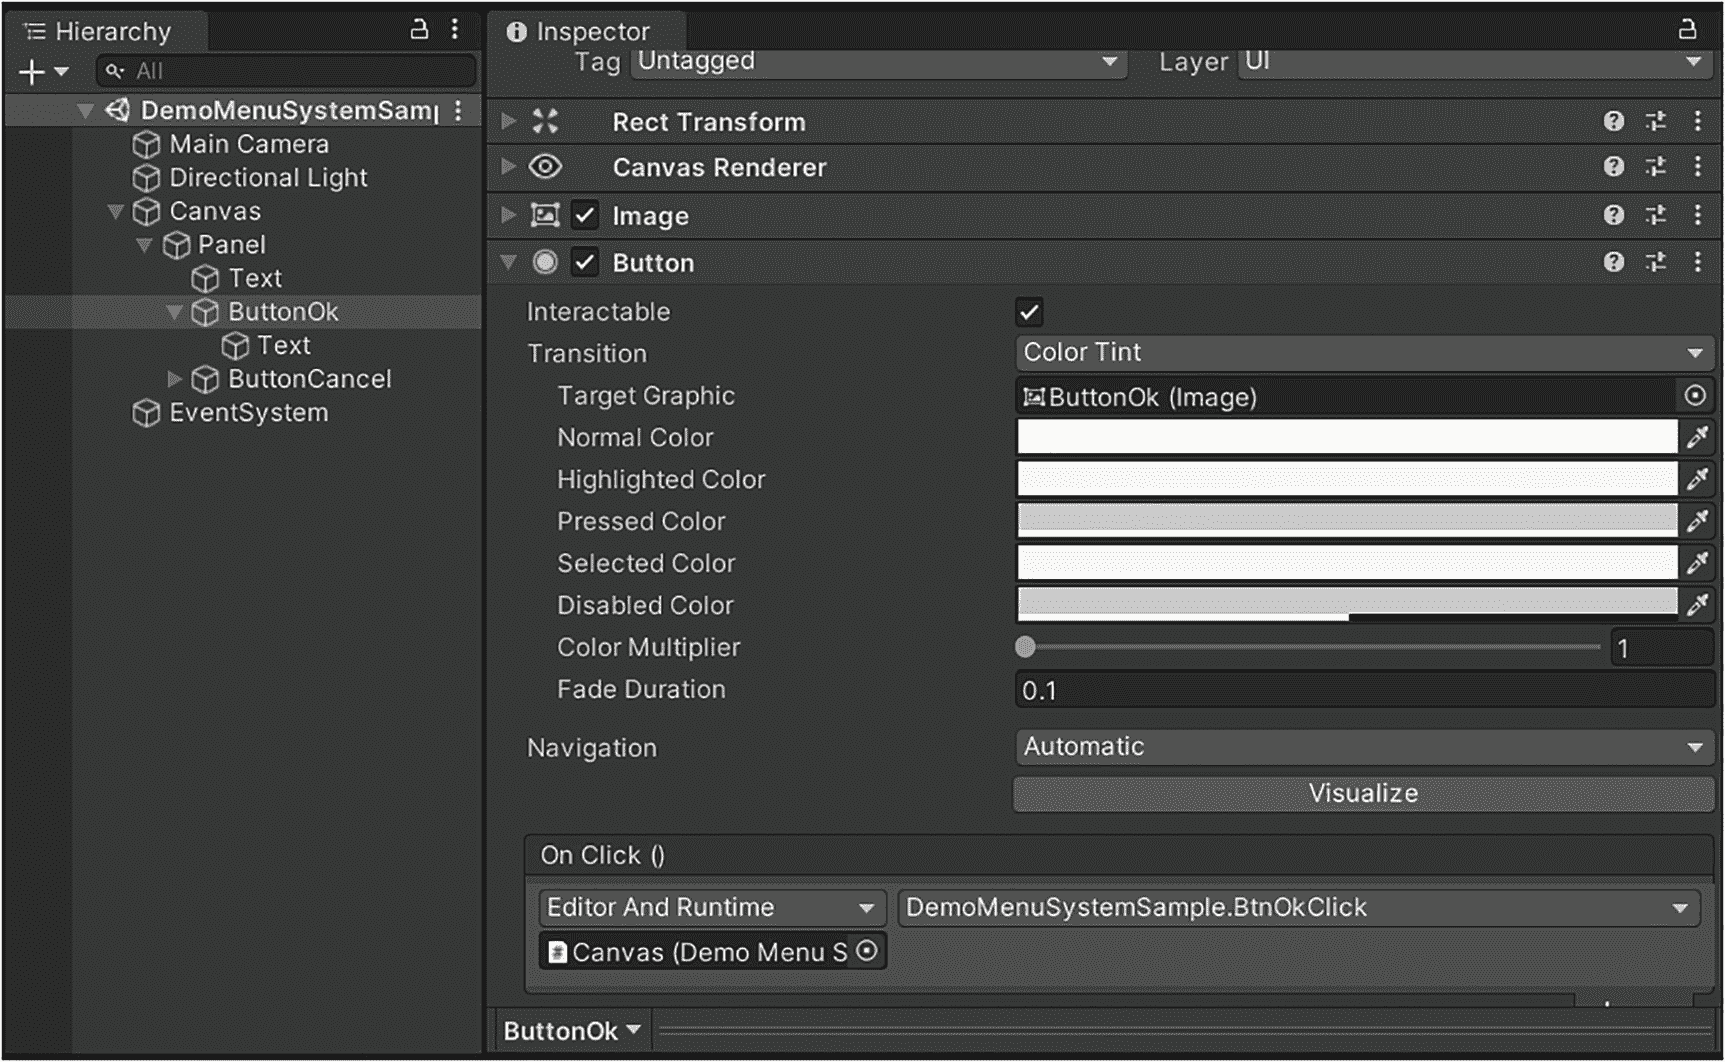 Hierarchy
All
DemoMenuSystemSam
Main Camera
Directional Light
Canvas
Panel
Text
ButtonOk
Text
ButtonCancel
EventSystem
Inspector
Tag Untagged Layer UI
Rect Transform
Canvas Renderer
Image
Button
Interactable
Transition Color Tint
Target Graphic ButtonOk (Image)
Normal Color
Highlighted Color
Pressed Color
Selected Color
Disabled Color
Color Multiplier 1
Fade Duration 0.1
Navigation Automatic
Visualize
On Click ()
Editor And Runtime DemoMenuSystemSample.BtnOkClick
Canvas (Demo Menu S
ButtonOk